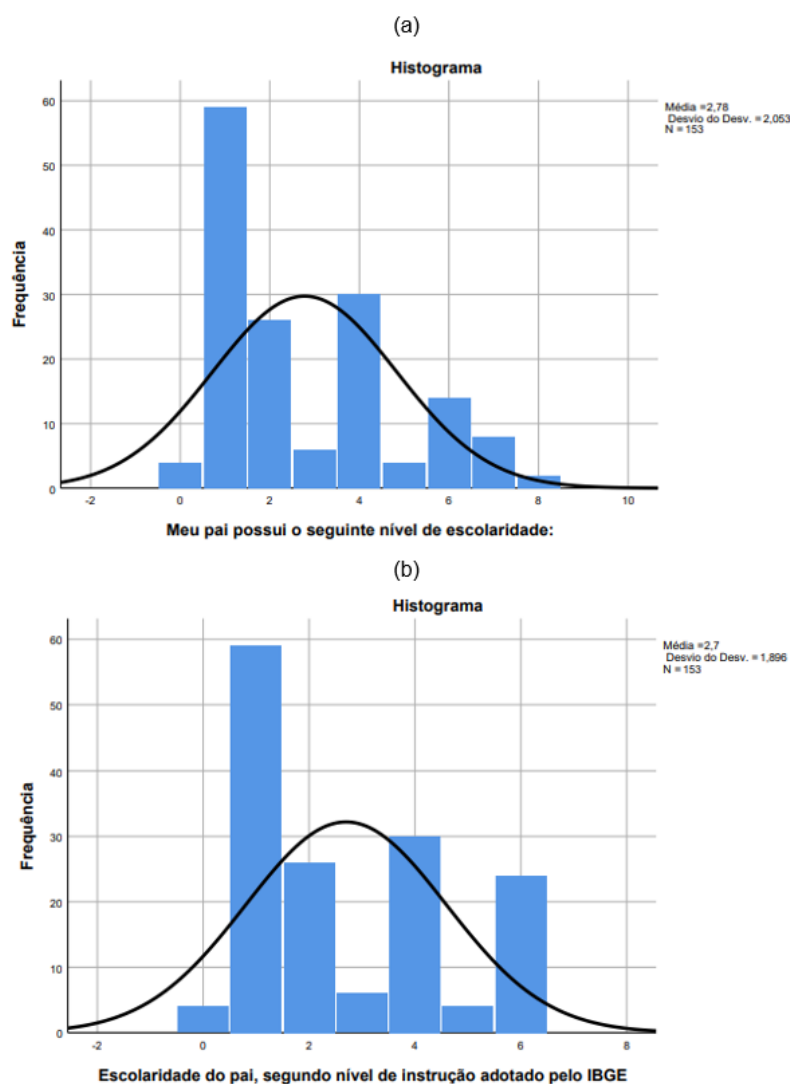 (a)
Histograma
Média =2,78
Desvio do Desv. = 2,053
N = 153
60
50
40
30
20
10
0
Frequência
-2 0 2 4 6 8 10
Meu pai possui o seguinte nível de escolaridade:
(b)
Histograma
Média =2,7
Desvio do Desv. = 1,896
N = 153
60
50
40
30
20
10
0
Frequência
-2 0 2 4 6 8
Escolaridade do pai, segundo nível de instrução adotado pelo IBGE